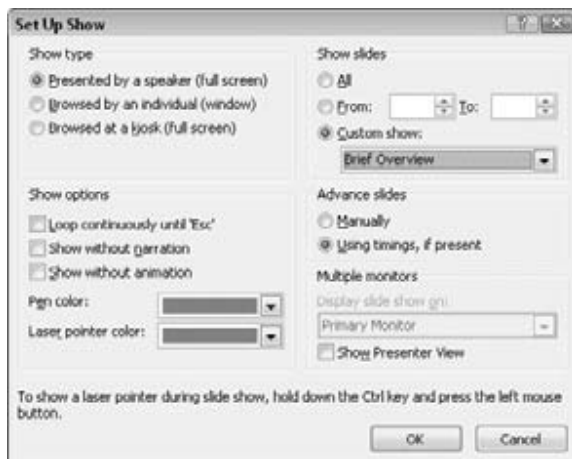 Set Up Show
Show type
Presented by a speaker (full screen)
Browsed by an individual (window)
Browsed at a kiosk (full screen)
Show options
Loop continuously until 'Esc'
Show without narration
Show without animation
Pen color:
Laser pointer color:
Show slides
All
From: To:
Custom show:
Brief Overview
Advance slides
Manually
Using timings, if present
Multiple monitors
Display slide show on:
Primary Monitor
Show Presenter View
To show a laser pointer during slide show, hold down the Ctrl key and press the left mouse
button.
OK Cancel